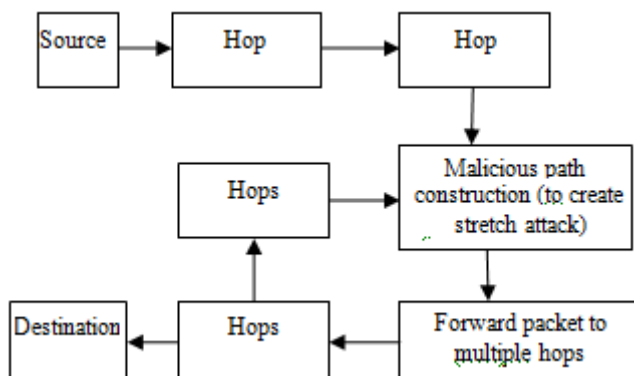 Source
Hop
Hop
Malicious path
construction (to create
stretch attack)
Hops
Destination
Hops
Forward packet to
multiple hops